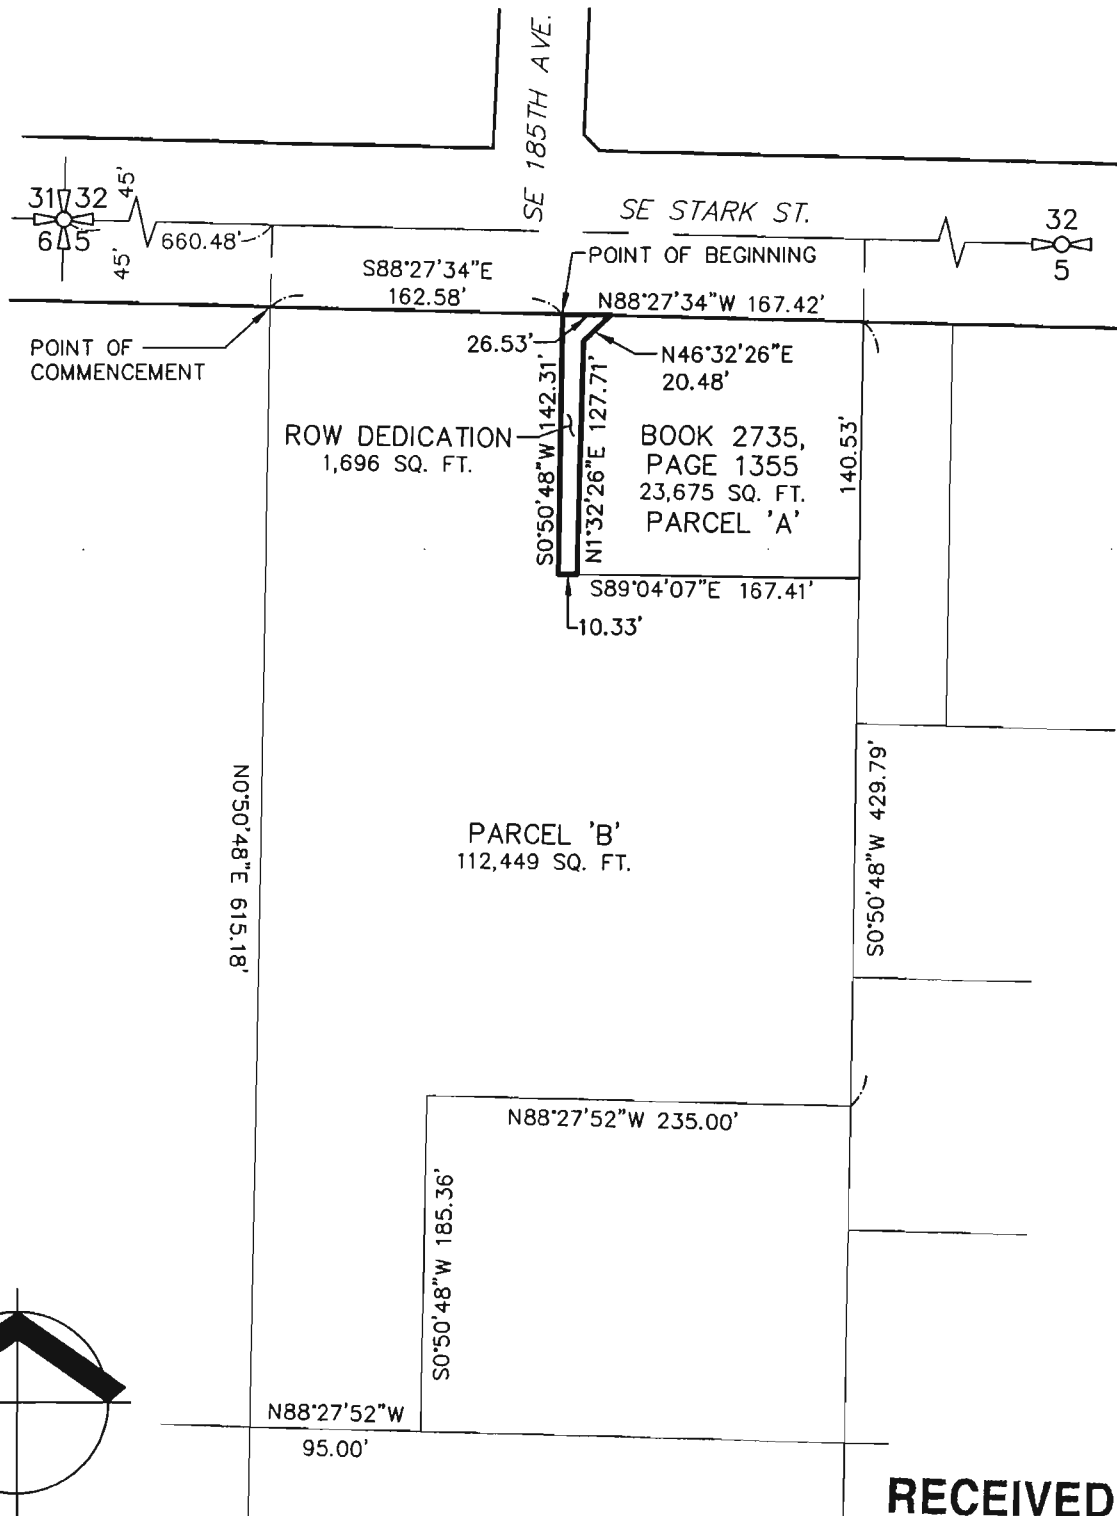 SE 185TH AVE.
31 32
6 5
45'
45'
660.48'
SE STARK ST.
32
5
POINT OF BEGINNING
S88°27'34"E
162.58'
N88°27'34"W 167.42'
POINT OF
COMMENCEMENT
26.53'
N46°32'26"E
20.48'
ROW DEDICATION
1,696 SQ. FT.
S0°50'48"W 142.31'
N1°32'26"E 127.71'
BOOK 2735,
PAGE 1355
23,675 SQ. FT.
PARCEL 'A'
140.53'
S89°04'07"E 167.41'
10.33'
N0°50'48"E 615.18'
PARCEL 'B'
112,449 SQ. FT.
S0°50'48"W 429.79'
N88°27'52"W 235.00'
S0°50'48"W 185.36'
N88°27'52"W
95.00'
RECEIVED